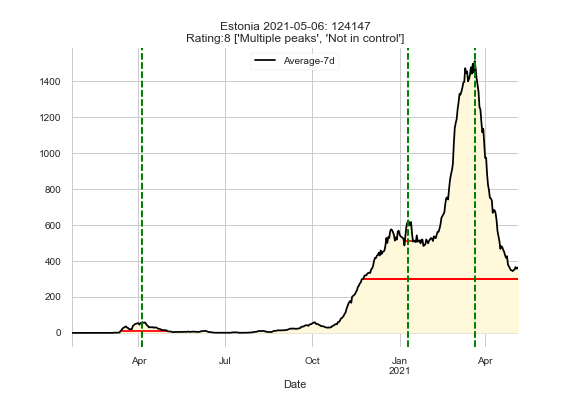 Estonia 2021-05-06: 124147
Rating:8 ['Multiple peaks', 'Not in control']
Average-7d
1400
1200
1000
800
600
400
200
0
Apr
Jul
Oct
Jan
2021
Apr
Date